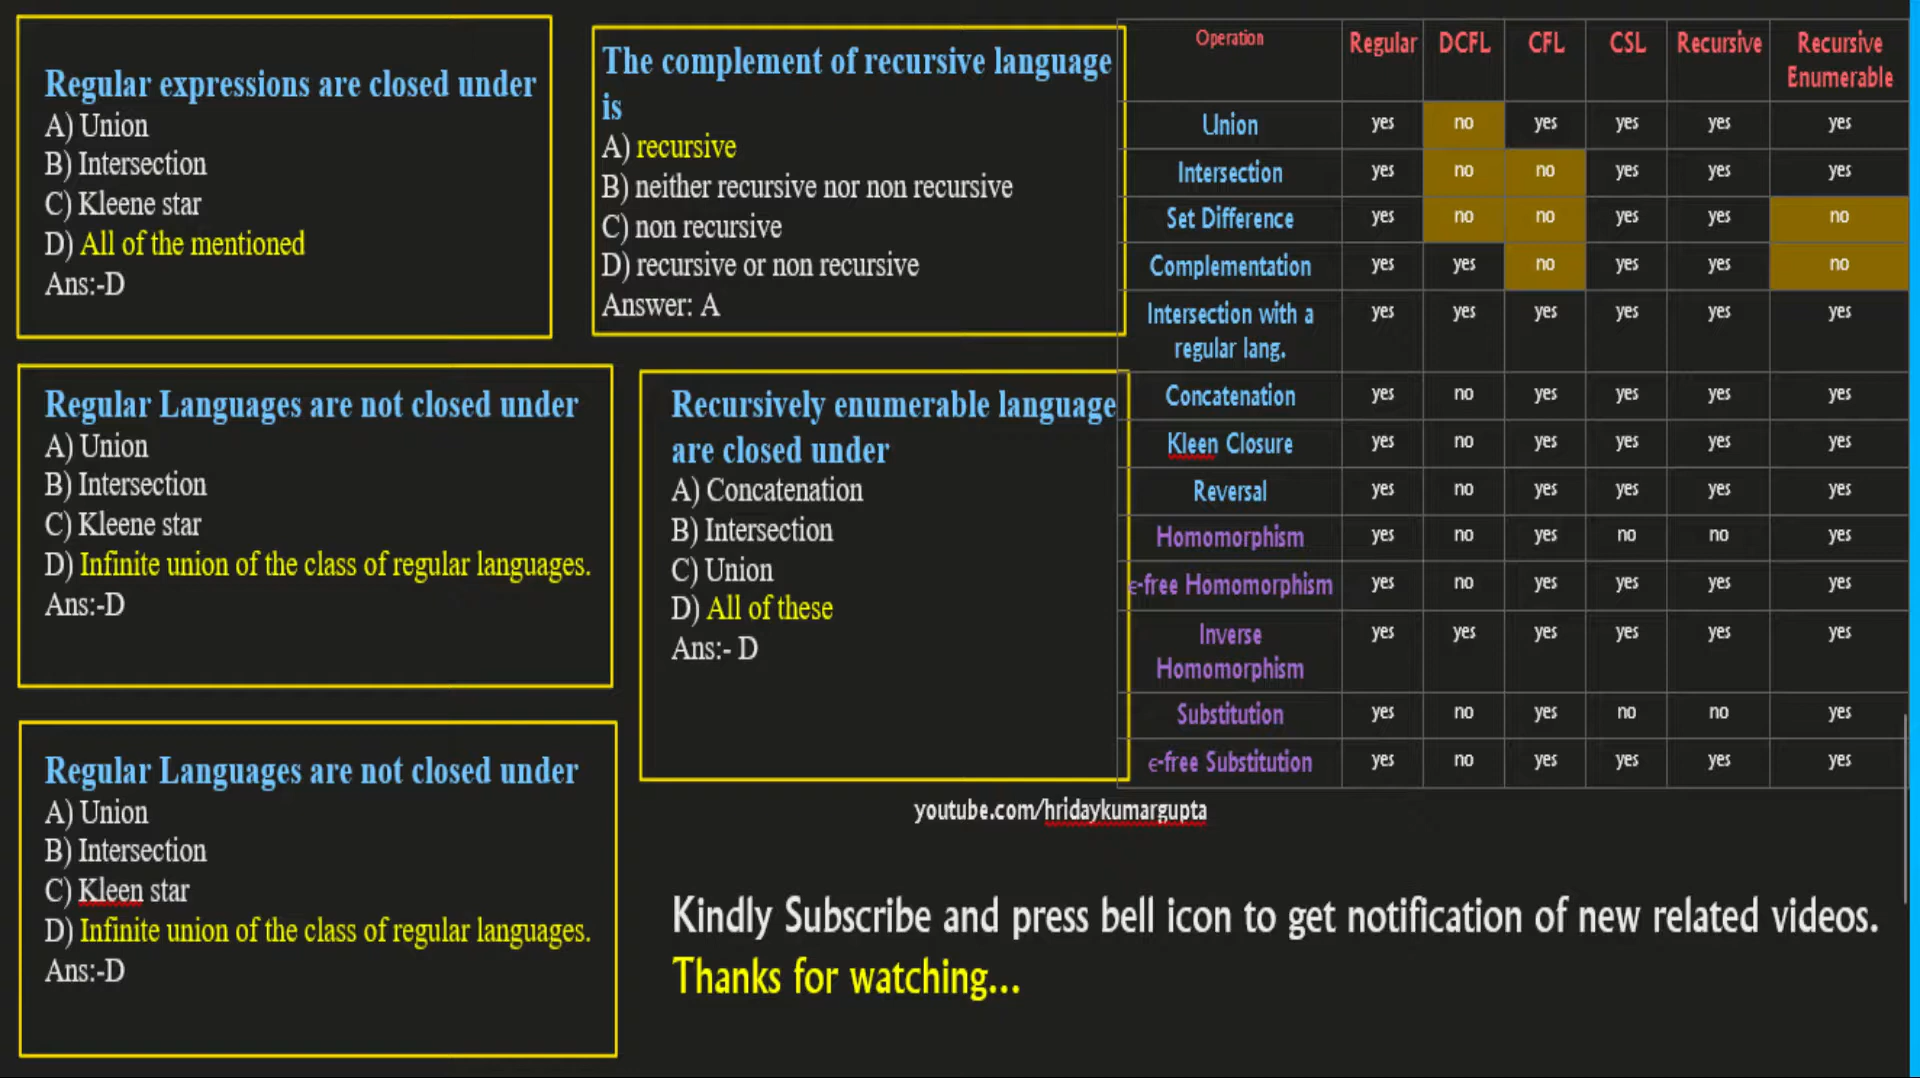 Regular expressions are closed under
A) Union
B) Intersection
C) Kleene star
D) All of the mentioned
Ans:-D
Regular Languages are not closed under
A) Union
B) Intersection
C) Kleene star
D) Infinite union of the class of regular languages.
Ans:-D
Regular Languages are not closed under
A) Union
B) Intersection
C) Kleen star
D) Infinite union of the class of regular languages.
Ans:-D
The complement of recursive language
is
A) recursive
B) neither recursive nor non recursive
C) non recursive
D) recursive or non recursive
Answer: A
Recursively enumerable language
are closed under
A) Concatenation
B) Intersection
C) Union
D) All of these
Ans:- D
Operation Regular DCFL CFL CSL Recursive Recursive
Enumerable
Union yes no yes yes yes yes
Intersection yes no no yes yes yes
Set Difference yes no no yes yes no
Complementation yes yes no yes yes no
Intersection with a yes yes yes yes yes yes
regular lang.
Concatenation yes no yes yes yes yes
Kleen Closure yes no yes yes yes yes
Reversal yes no yes yes yes yes
Homomorphism yes no yes no no yes
ϵ-free Homomorphism yes no yes yes yes yes
Inverse yes yes yes yes yes yes
Homomorphism
Substitution yes no yes no no yes
ϵ-free Substitution yes no yes yes yes yes
youtube.com/hridaykumargupta
Kindly Subscribe and press bell icon to get notification of new related videos.
Thanks for watching...